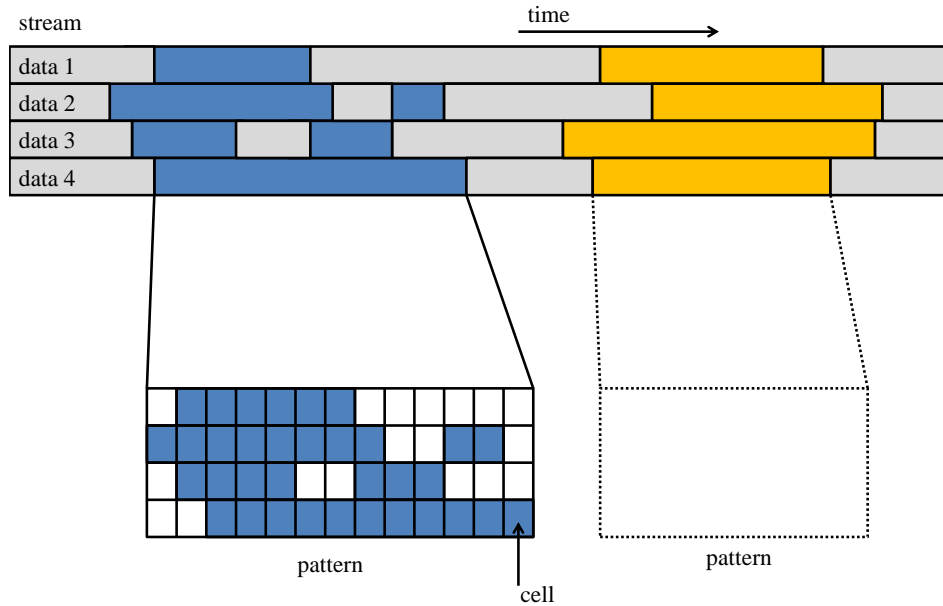 stream
time
data 1
data 2
data 3
data 4
pattern
pattern
cell